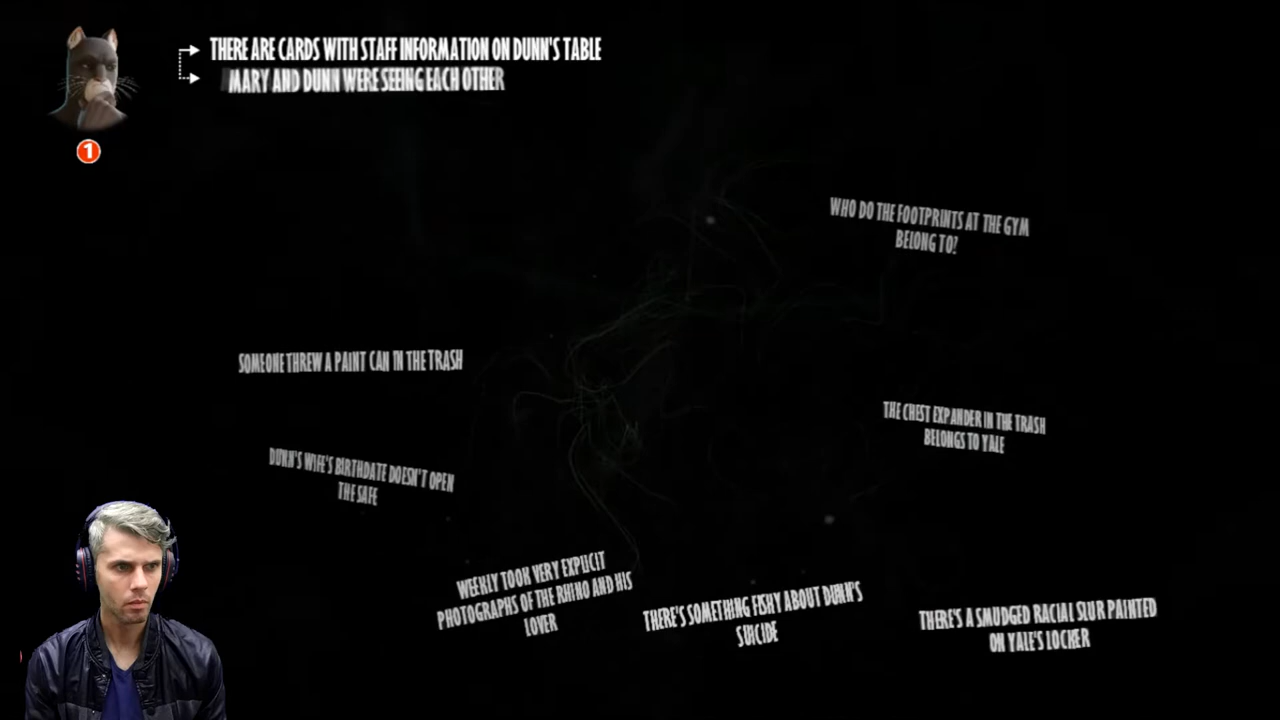 THERE ARE CARDS WITH STAFF INFORMATION ON DUNN'S TABLE
MARY AND DUNN WERE SEEING EACH OTHER
1
WHO DO THE FOOTPRINTS AT THE GYM
BELONG TO?
SOMEONE THREW A PAINT CAN IN THE TRASH
THE CHEST EXPANDER IN THE TRASH
BELONGS TO YALE
DUNN'S WIFE'S BIRTHDATE DOESN'T OPEN
THE SAFE
WEEKLY TOOK VERY EXPLICIT
PHOTOGRAPHS OF THE RHINO AND HIS
LOVER
THERE'S SOMETHING FISHY ABOUT DUNN'S
SUICIDE
THERE'S A SMUDGED RACIAL SLUR PAINTED
ON YALE'S LOCKER